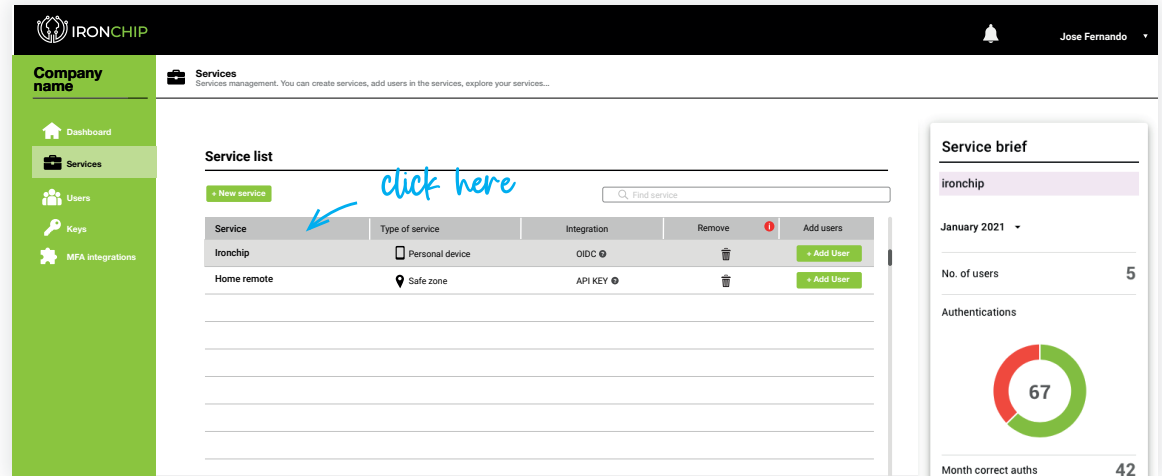 IRONCHIP
Jose Fernando
Company
name
Services
Services management. You can create services, add users in the services, explore your services...
Dashboard
Services
Users
Keys
MFA integrations
Service list
click here
+ New service
Find service
Service Type of service Integration Remove Add users
Ironchip Personal device OIDC + Add User
Home remote Safe zone API KEY + Add User
Service brief
ironchip
January 2021
No. of users 5
Authentications
67
Month correct auths 42